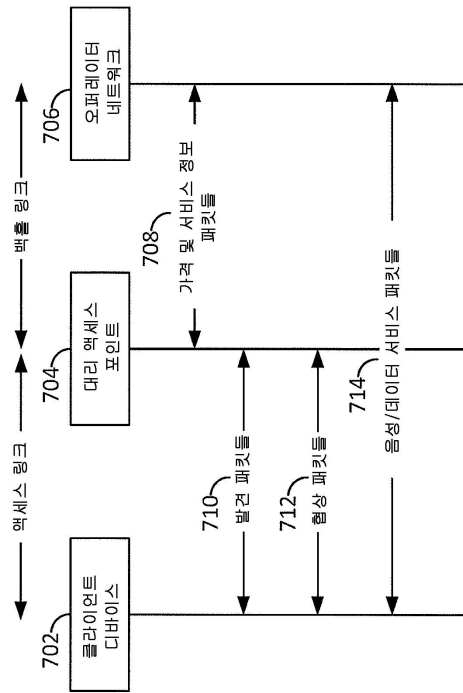 액세스 링크
백홀 링크
702
클라이언트
디바이스
704
대리 액세스
포인트
706
오퍼레이터
네트워크
708
가격 및 서비스 정보
패킷들
710
발견 패킷들
712
협상 패킷들
714
음성/데이터 서비스 패킷들